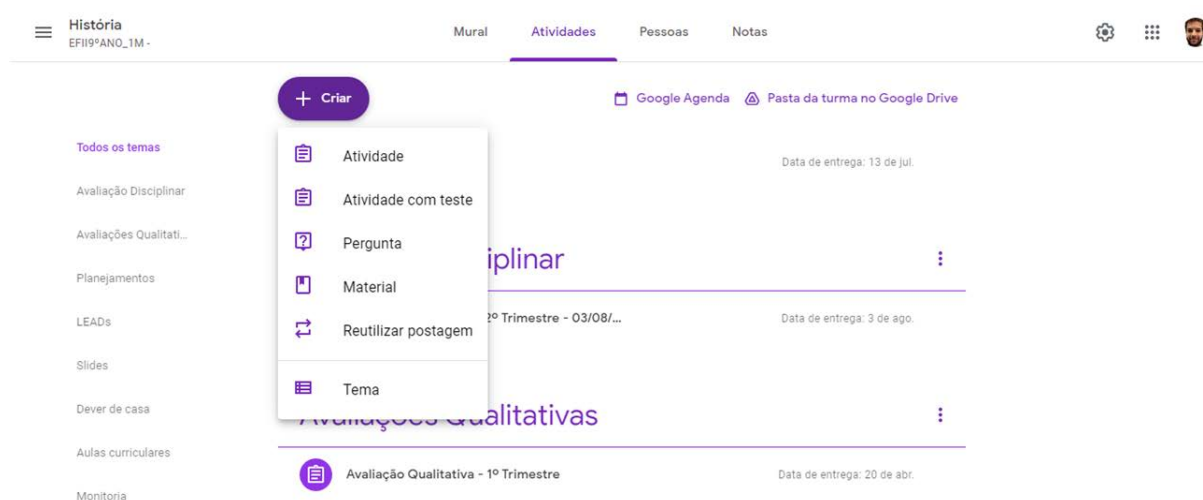 História
EFII9ºANO_1M -
Mural
Atividades
Pessoas
Notas
Criar
Google Agenda
Pasta da turma no Google Drive
Todos os temas
Avaliação Disciplinar
Avaliações Qualitati...
Planejamentos
LEADs
Slides
Dever de casa
Aulas curriculares
Monitoria
Atividade
Atividade com teste
Pergunta
Material
Reutilizar postagem
Tema
Data de entrega: 13 de jul.
iplinar
2º Trimestre - 03/08/...
Data de entrega: 3 de ago.
Avaliações Qualitativas
Avaliação Qualitativa - 1º Trimestre
Data de entrega: 20 de abr.